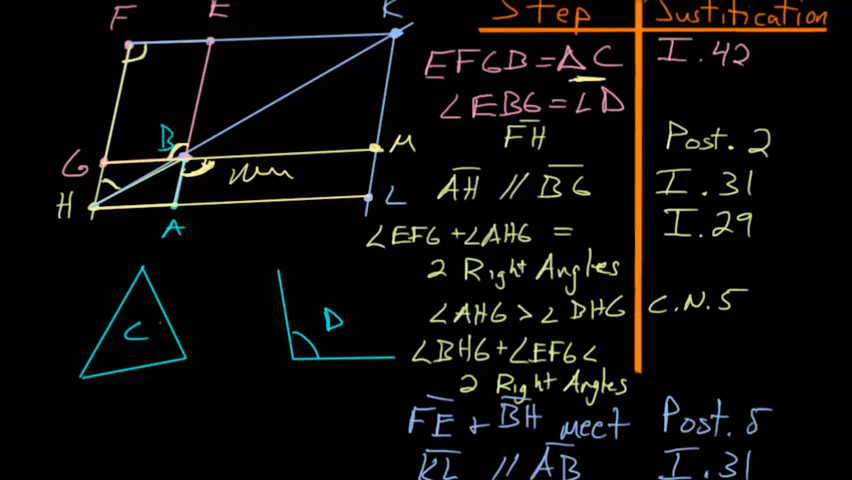 Step Justification
F E K
EFGB = △C I.42
∠EBG = ∠D
FH Post. 2
B
G M
AH // BG I.31
H L
A
∠EFG + ∠AHG = I.29
2 Right Angles
∠AHG > ∠BHG C.N.5
C D
∠BHG + ∠EFG <
2 Right Angles
FE + BH meet Post. 5
KL // AB I.31